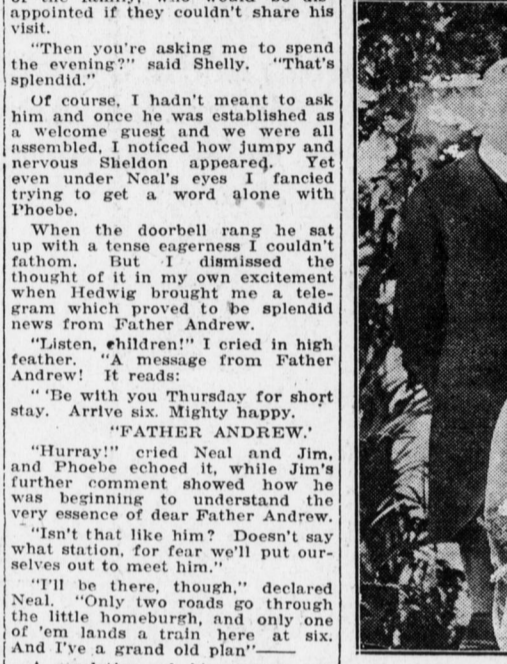 of the family, who would be dis-
appointed if they couldn't share his
visit.
"Then you're asking me to spend
the evening?" said Shelly. "That's
splendid."
Of course, I hadn't meant to ask
him and once he was established as
a welcome guest and we were all
assembled, I noticed how jumpy and
nervous Sheldon appeared. Yet
even under Neal's eyes I fancied
trying to get a word alone with
Phoebe.
When the doorbell rang he sat
up with a tense eagerness I couldn't
fathom. But I dismissed the
thought of it in my own excitement
when Hedwig brought me a tele-
gram which proved to be splendid
news from Father Andrew.
"Listen, children!" I cried in high
feather. "A message from Father
Andrew! It reads:
"'Be with you Thursday for short
stay. Arrive six. Mighty happy.
"FATHER ANDREW.'
"Hurray!" cried Neal and Jim,
and Phoebe echoed it, while Jim's
further comment showed how he
was beginning to understand the
very essence of dear Father Andrew.
"Isn't that like him? Doesn't say
what station, for fear we'll put our-
selves out to meet him."
"I'll be there, though," declared
Neal. "Only two roads go through
the little homeburgh, and only one
of 'em lands a train here at six.
And I've a grand old plan"——